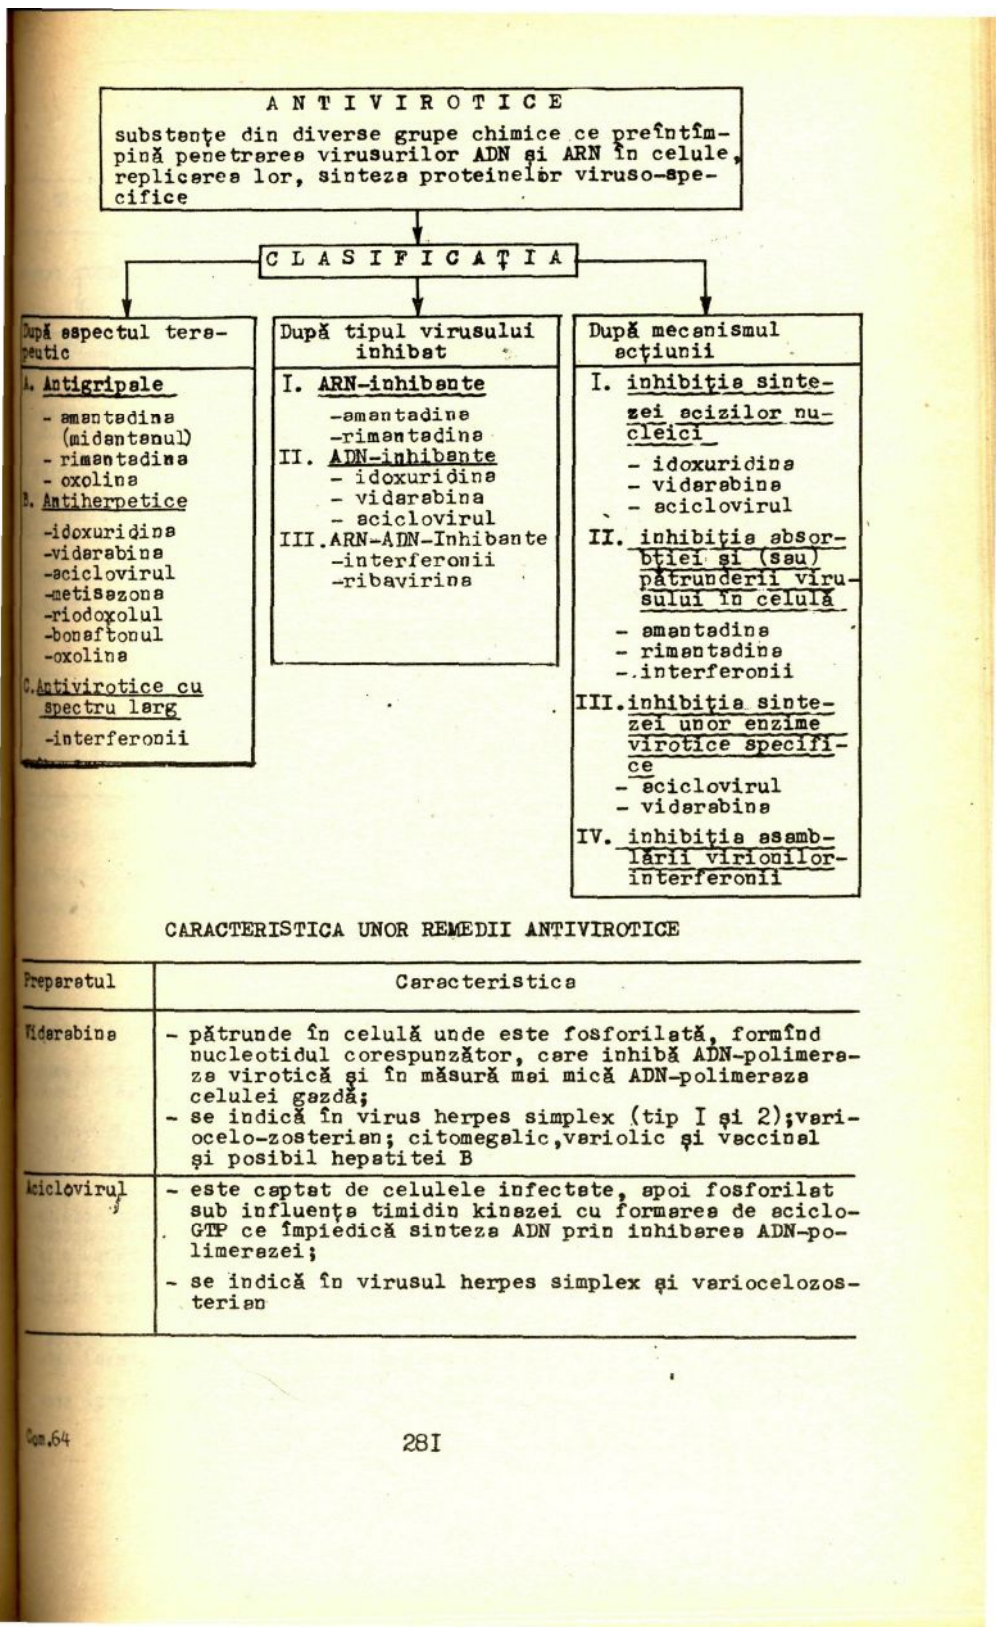 ANTIVIROTICE
substanţe din diverse grupe chimice ce preîntîm-
pină penetrarea virusurilor ADN şi ARN în celule,
replicarea lor, sinteza proteinelor viruso-spe-
cifice
CLASIFICAŢIA
După aspectul tera-
peutic
A. Antigripale
- amantadina
(midantanul)
- rimantadina
- oxolina
B. Antiherpetice
-idoxuridina
-vidarabina
-aciclovirul
-metisazona
-riodoxolul
-bonaftonul
-oxolina
C.Antivirotice cu
spectru larg
-interferonii
După tipul virusului
inhibat
I. ARN-inhibante
-amantadina
-rimantadina
II. ADN-inhibante
- idoxuridina
- vidarabina
- aciclovirul
III.ARN-ADN-Inhibante
-interferonii
-ribavirina
După mecanismul
acţiunii
I. inhibiţia sinte-
zei acizilor nu-
cleici
- idoxuridina
- vidarabina
- aciclovirul
II. inhibiţia absor-
bţiei şi (sau)
pătrunderii viru-
sului în celulă
- amantadina
- rimantadina
- interferonii
III.inhibiţia sinte-
zei unor enzime
virotice specifi-
ce
- aciclovirul
- vidarabina
IV. inhibiţia asamb-
lării virionilor-
interferonii
CARACTERISTICA UNOR REMEDII ANTIVIROTICE
Preparatul Caracteristica
Vidarabina - pătrunde în celulă unde este fosforilată, formînd
nucleotidul corespunzător, care inhibă ADN-polimera-
za virotică şi în măsură mai mică ADN-polimeraza
celulei gazdă;
- se indică în virus herpes simplex (tip I şi 2);vari-
ocelo-zosterian; citomegalic,variolic şi vaccinal
şi posibil hepatitei B
Aciclovirul - este captat de celulele infectate, apoi fosforilat
sub influenţa timidin kinazei cu formarea de aciclo-
GTP ce împiedică sinteza ADN prin inhibarea ADN-po-
limerazei;
- se indică în virusul herpes simplex şi variocelozos-
terian
Com.64 28I